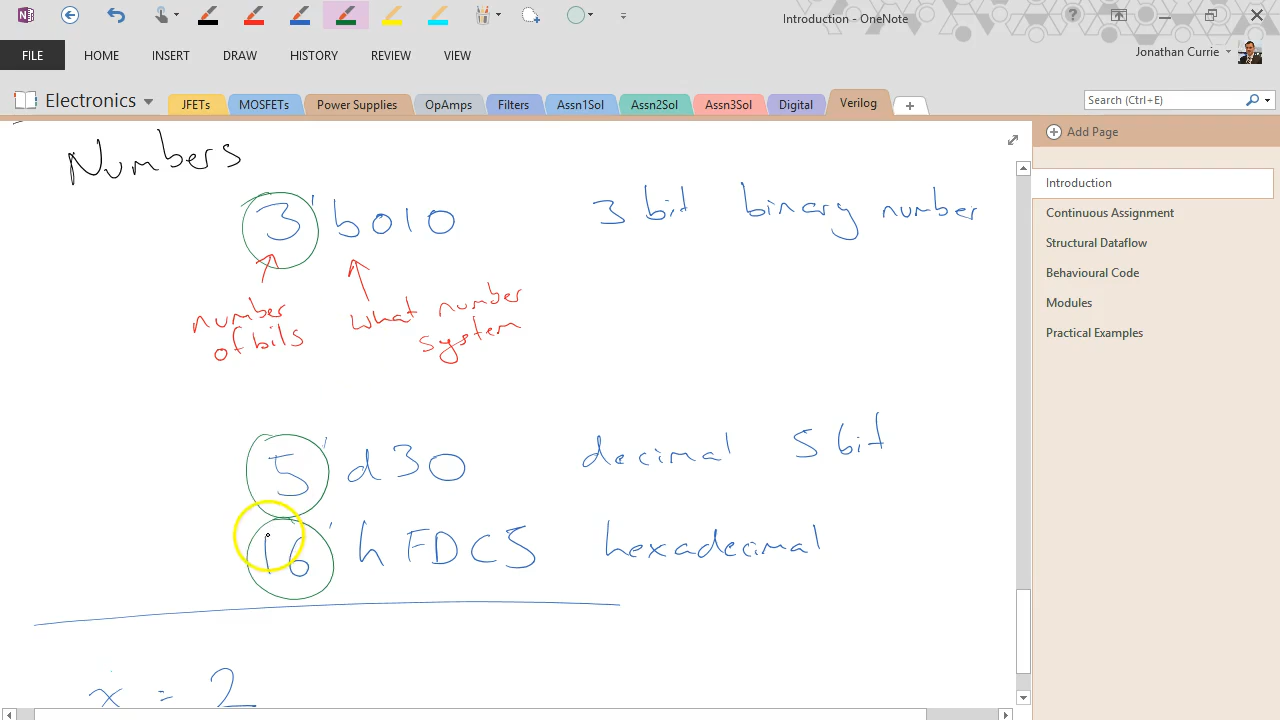 Introduction - OneNote
?
FILE HOME INSERT DRAW HISTORY REVIEW VIEW
Jonathan Currie
Electronics
JFETs MOSFETs Power Supplies OpAmps Filters Assn1Sol Assn2Sol Assn3Sol Digital Verilog
Search (Ctrl+E)
Numbers
3'b010 3 bit binary number
number of bits
what number system
5'd30 decimal 5 bit
16'hFDC5 hexadecimal
x = 2
Add Page
Introduction
Continuous Assignment
Structural Dataflow
Behavioural Code
Modules
Practical Examples